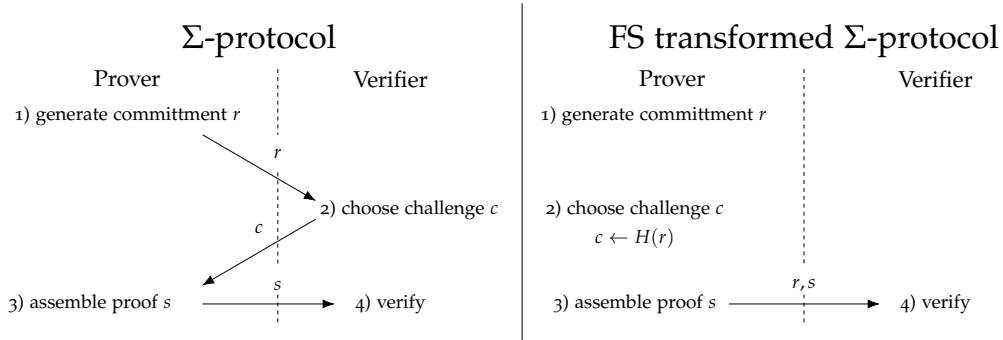 Σ-protocol
Prover
Verifier
1) generate committment r
r
2) choose challenge c
c
3) assemble proof s
s
4) verify
FS transformed Σ-protocol
Prover
Verifier
1) generate committment r
2) choose challenge c
c ← H(r)
3) assemble proof s
r, s
4) verify